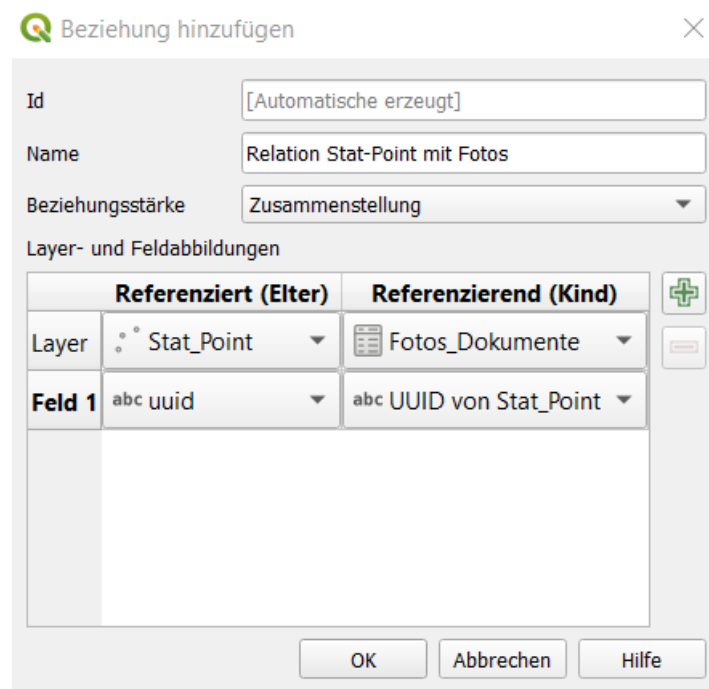 Beziehung hinzufügen
Id [Automatische erzeugt]
Name Relation Stat-Point mit Fotos
Beziehungsstärke Zusammenstellung
Layer- und Feldabbildungen
Referenziert (Elter) Referenzierend (Kind)
Layer Stat_Point Fotos_Dokumente
Feld 1 abc uuid abc UUID von Stat_Point
OK Abbrechen Hilfe